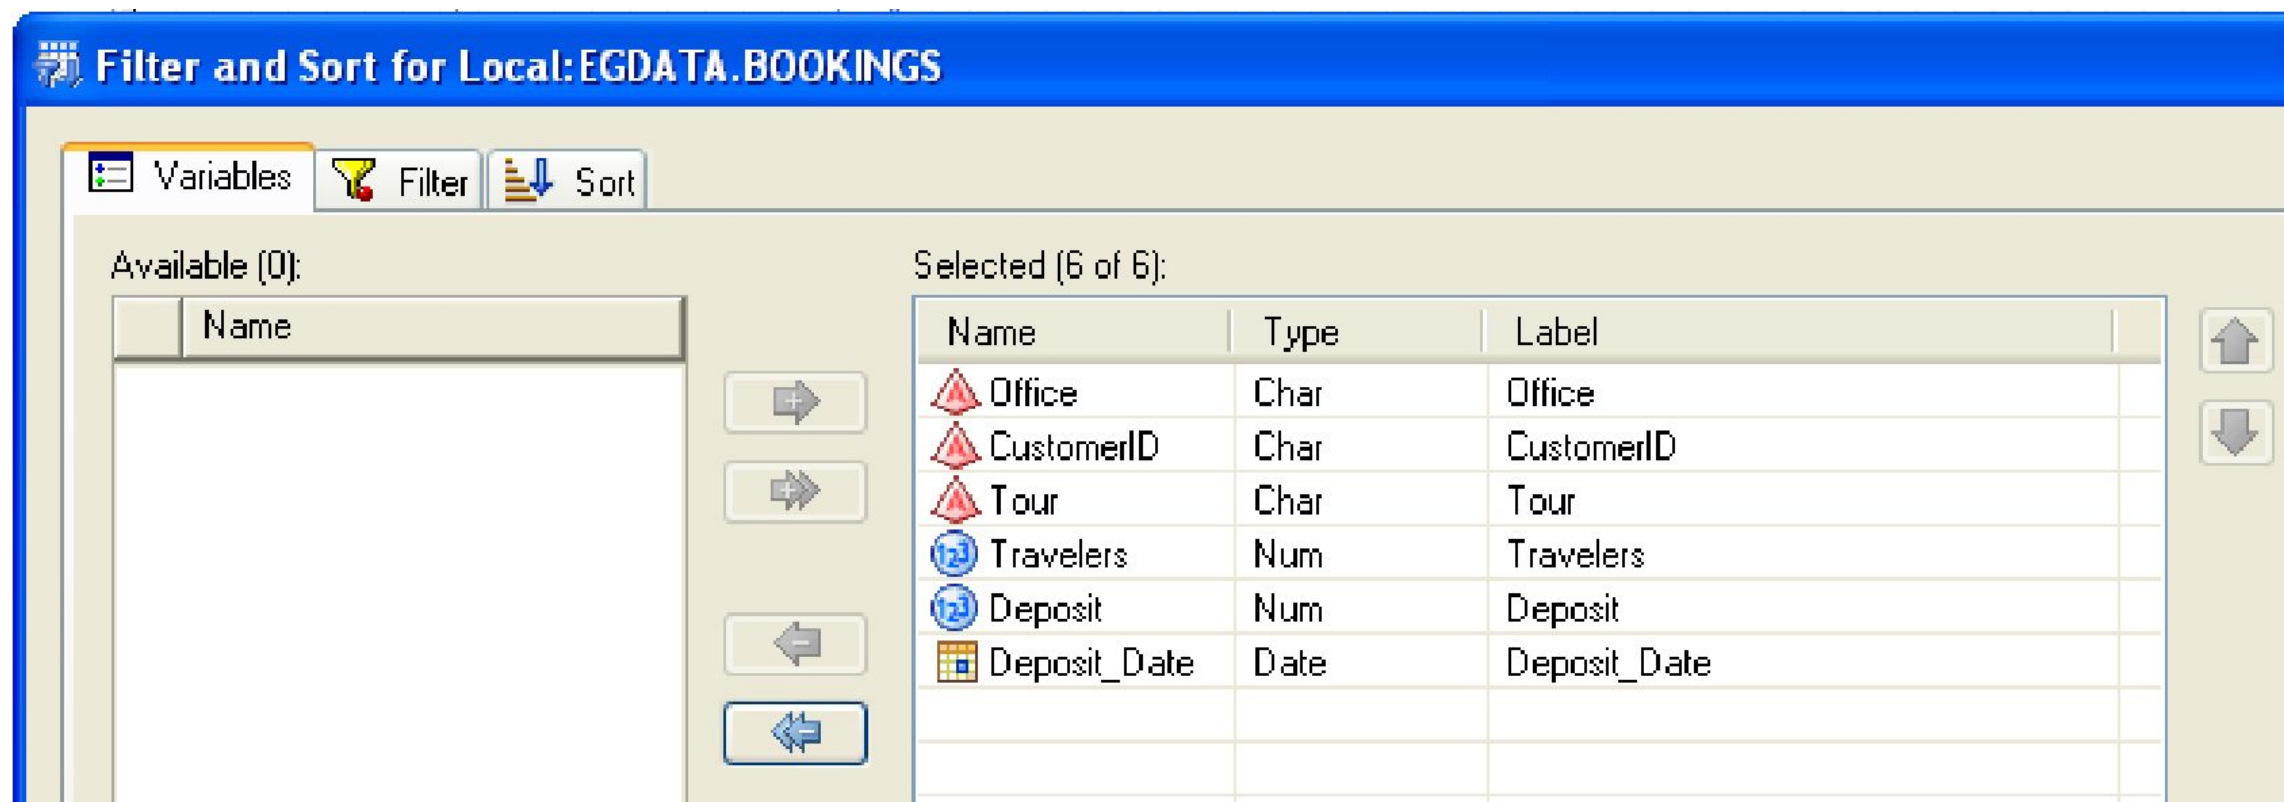 Filter and Sort for Local:EGDATA.BOOKINGS
Variables Filter Sort
Available (0): Selected (6 of 6):
Name Name Type Label
Office Char Office
CustomerID Char CustomerID
Tour Char Tour
Travelers Num Travelers
Deposit Num Deposit
Deposit_Date Date Deposit_Date